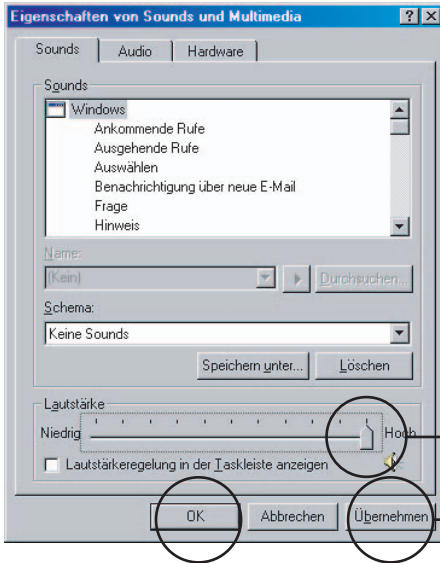 Eigenschaften von Sounds und Multimedia
Sounds Audio Hardware
Sounds
Windows
Ankommende Rufe
Ausgehende Rufe
Auswählen
Benachrichtigung über neue E-Mail
Frage
Hinweis
Name:
(Kein) Durchsuchen...
Schema:
Keine Sounds
Speichern unter... Löschen
Lautstärke
Niedrig Hoch
Lautstärkeregelung in der Taskleiste anzeigen
OK Abbrechen Übernehmen